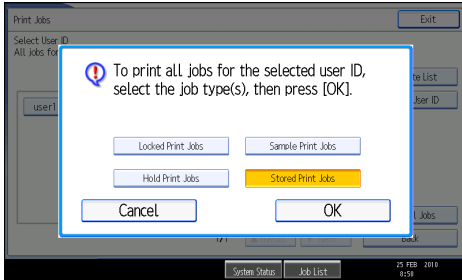 Print Jobs
Exit
Select User ID
All jobs for
To print all jobs for the selected user ID,
select the job type(s), then press [OK].
te List
user1
User ID
Locked Print Jobs
Sample Print Jobs
Hold Print Jobs
Stored Print Jobs
Cancel
OK
l Jobs
1/1
Back
System Status
Job List
25 FEB 2010
8:50